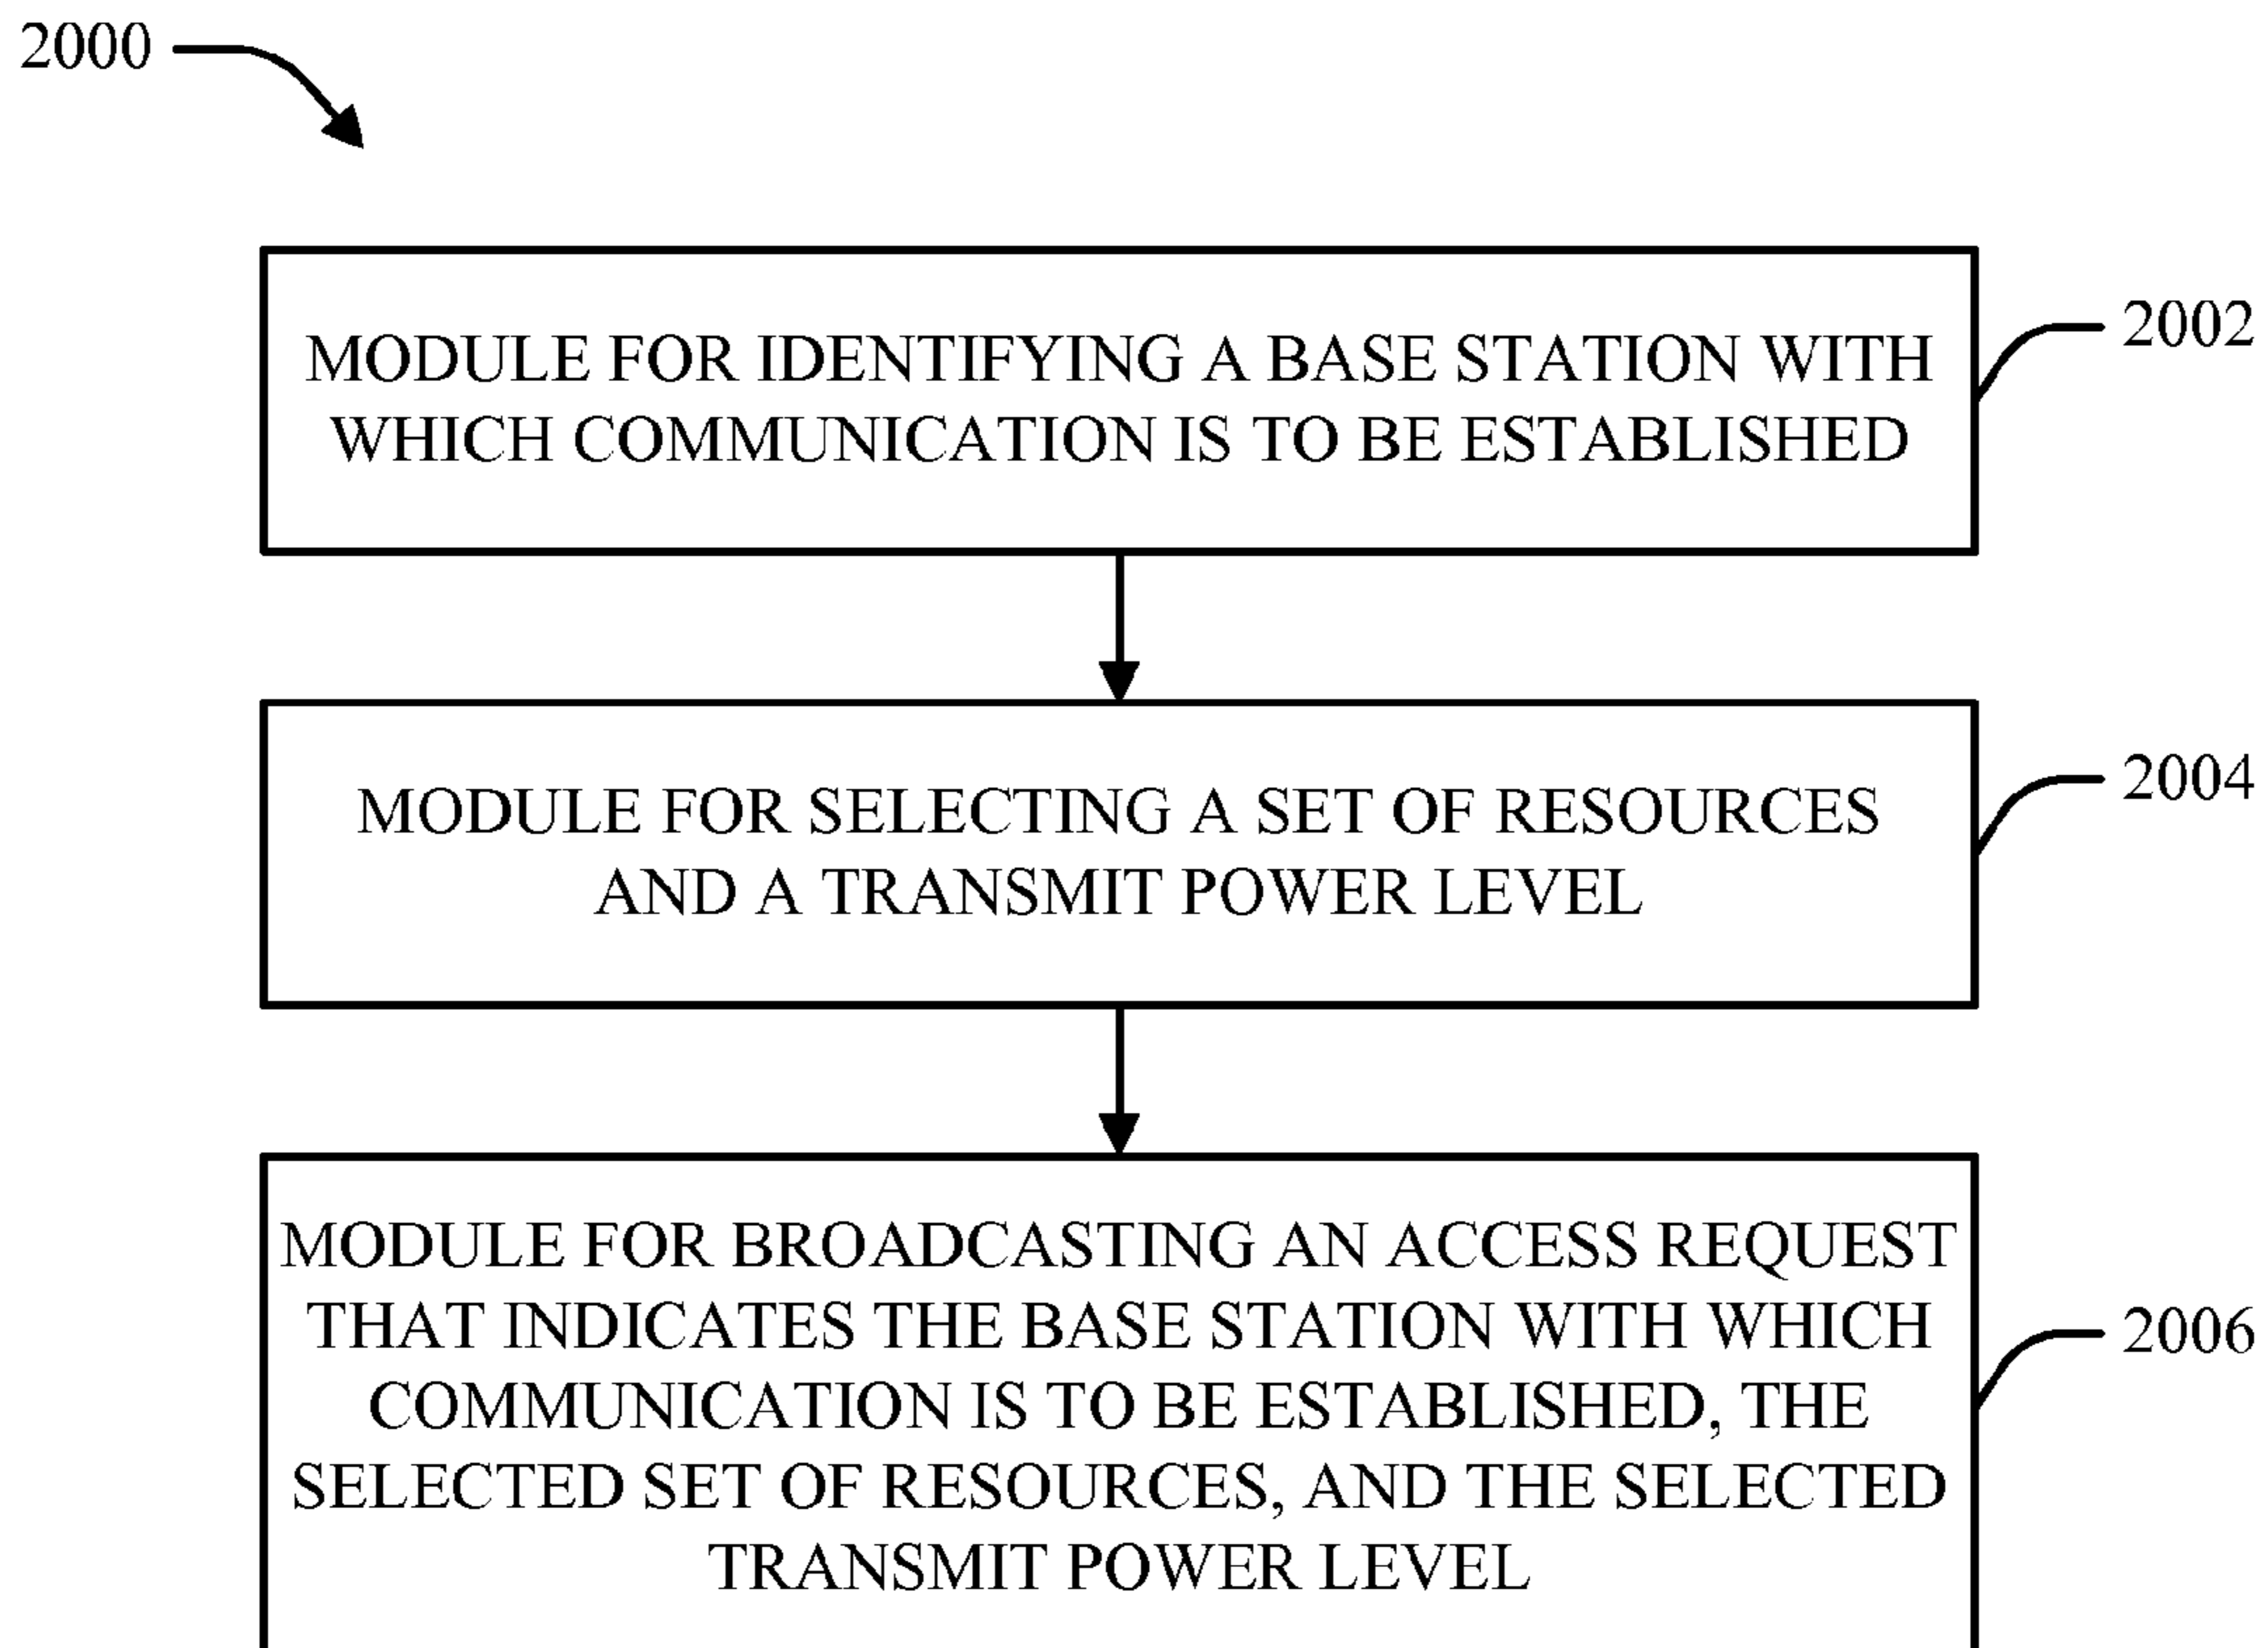 2000
MODULE FOR IDENTIFYING A BASE STATION WITH
WHICH COMMUNICATION IS TO BE ESTABLISHED
2002
MODULE FOR SELECTING A SET OF RESOURCES
AND A TRANSMIT POWER LEVEL
2004
MODULE FOR BROADCASTING AN ACCESS REQUEST
THAT INDICATES THE BASE STATION WITH WHICH
COMMUNICATION IS TO BE ESTABLISHED, THE
SELECTED SET OF RESOURCES, AND THE SELECTED
TRANSMIT POWER LEVEL
2006